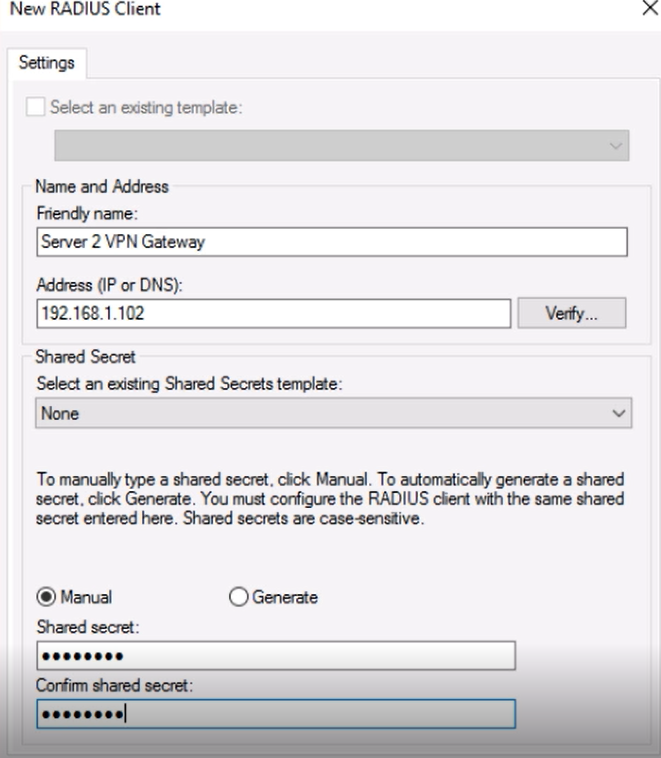 New RADIUS Client
Settings
Select an existing template:
Name and Address
Friendly name:
Server 2 VPN Gateway
Address (IP or DNS):
192.168.1.102
Verify...
Shared Secret
Select an existing Shared Secrets template:
None
To manually type a shared secret, click Manual. To automatically generate a shared
secret, click Generate. You must configure the RADIUS client with the same shared
secret entered here. Shared secrets are case-sensitive.
Manual
Generate
Shared secret:
●●●●●●●●
Confirm shared secret:
●●●●●●●●